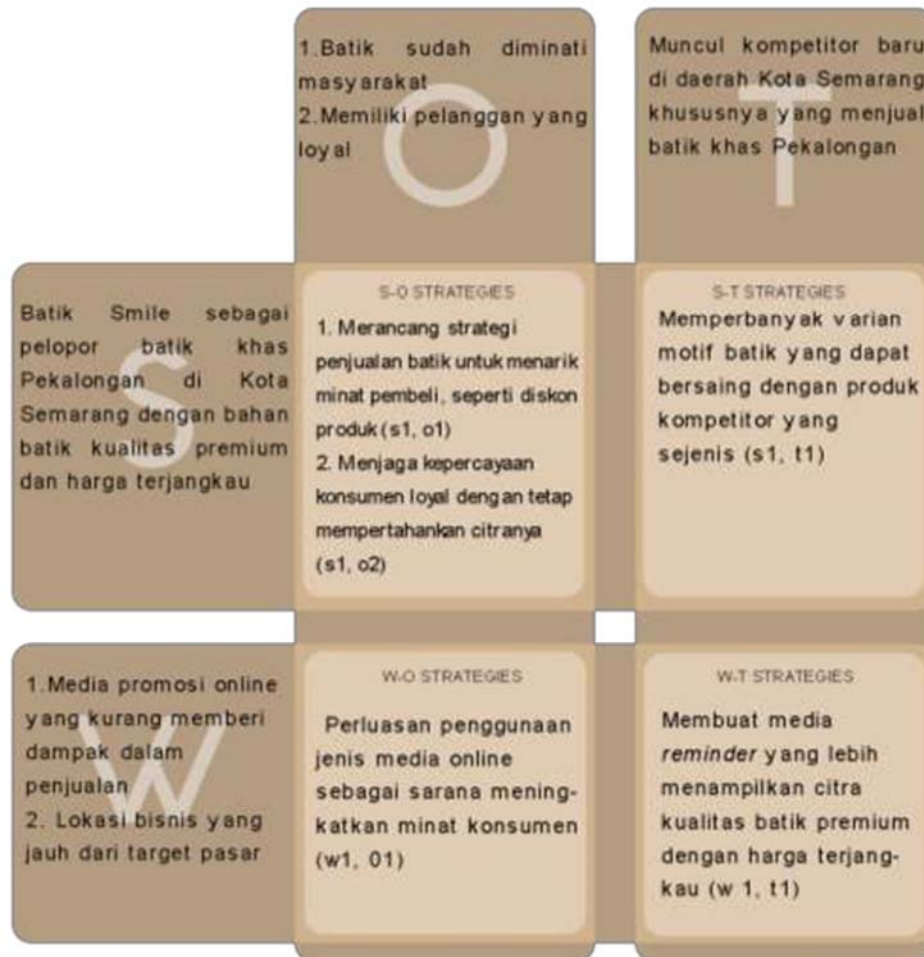 1.Batik sudah diminati
masyarakat
2.Memiliki pelanggan yang
loyal
O
Muncul kompetitor baru
di daerah Kota Semarang
khususnya yang menjual
batik khas Pekalongan
T
Batik Smile sebagai
pelopor batik khas
Pekalongan di Kota
Semarang dengan bahan
batik kualitas premium
dan harga terjangkau
S
S-O STRATEGIES
1. Merancang strategi
penjualan batik untuk menarik
minat pembeli, seperti diskon
produk (s1, o1)
2. Menjaga kepercayaan
konsumen loyal dengan tetap
mempertahankan citranya
(s1, o2)
S-T STRATEGIES
Memperbanyak varian
motif batik yang dapat
bersaing dengan produk
kompetitor yang
sejenis (s1, t1)
1.Media promosi online
yang kurang memberi
dampak dalam
penjualan
2. Lokasi bisnis yang
jauh dari target pasar
W
W-O STRATEGIES
Perluasan penggunaan
jenis media online
sebagai sarana mening-
katkan minat konsumen
(w1, 01)
W-T STRATEGIES
Membuat media
reminder yang lebih
menampilkan citra
kualitas batik premium
dengan harga terjang-
kau (w 1, t1)